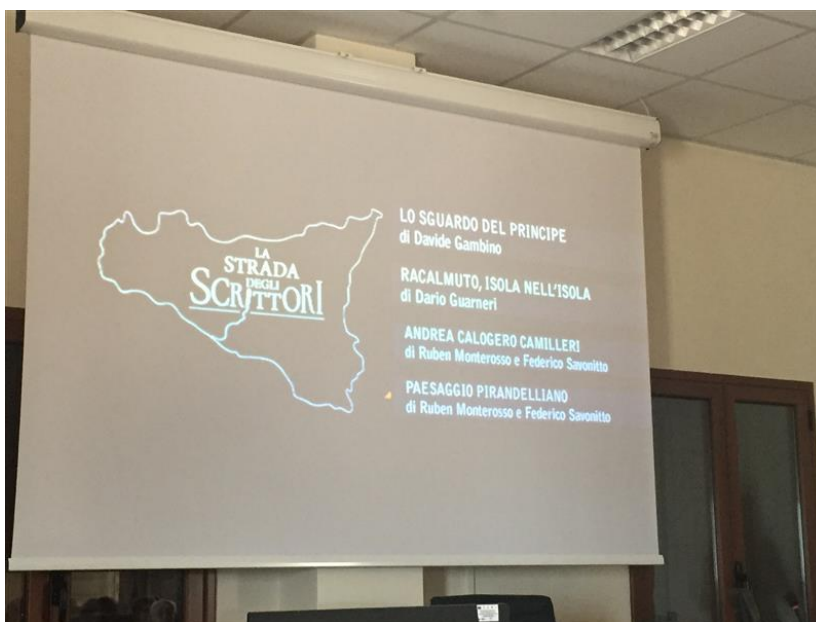 LA
STRADA
DEGLI
SCRITTORI
LO SGUARDO DEL PRINCIPE
di Davide Gambino
RACALMUTO, ISOLA NELL'ISOLA
di Dario Guarneri
ANDREA CALOGERO CAMILLERI
di Ruben Monterosso e Federico Savonitto
PAESAGGIO PIRANDELLIANO
di Ruben Monterosso e Federico Savonitto